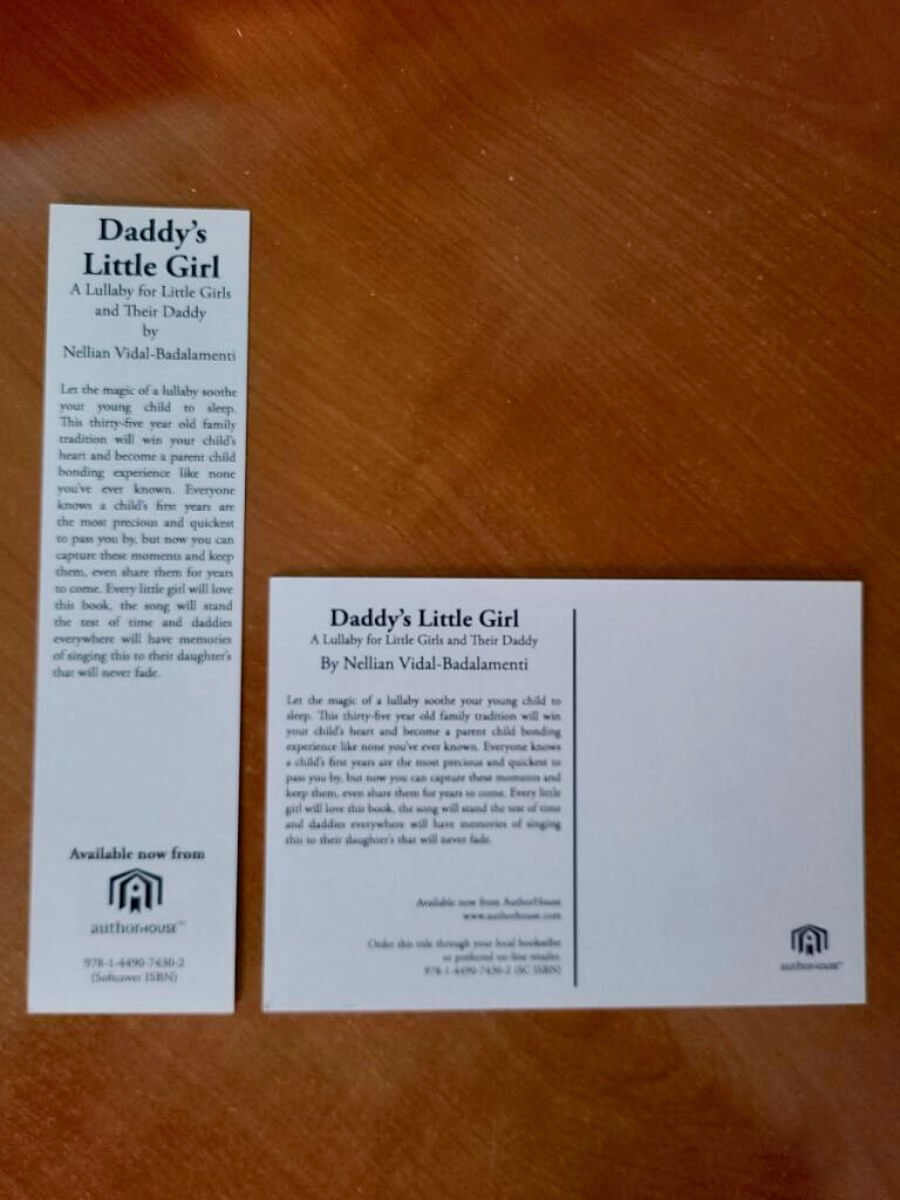 Daddy's
Little Girl
A Lullaby for Little Girls
and Their Daddy
by
Nellian Vidal-Badalamenti
Let the magic of a lullaby soothe
your young child to sleep.
This thirty-five year old family
tradition will win your child's
heart and become a parent child
bonding experience like none
you've ever known. Everyone
knows a child's first years are
the most precious and quickest
to pass you by, but now you can
capture these moments and keep
them, even share them for years
to come. Every little girl will love
this book, the song will stand
the test of time and daddies
everywhere will have memories
of singing this to their daughter's
that will never fade.
Available now from
authorHOUSE™
978-1-4490-7430-2
(Softcover ISBN)
Daddy's Little Girl
A Lullaby for Little Girls and Their Daddy
By Nellian Vidal-Badalamenti
Let the magic of a lullaby soothe your young child to
sleep. This thirty-five year old family tradition will win
your child's heart and become a parent child bonding
experience like none you've ever known. Everyone knows
a child's first years are the most precious and quickest to
pass you by, but now you can capture these moments and
keep them, even share them for years to come. Every little
girl will love this book, the song will stand the test of time
and daddies everywhere will have memories of singing
this to their daughter's that will never fade.
Available now from AuthorHouse
www.authorhouse.com
Order this title through your local bookseller
or preferred on-line retailer.
978-1-4490-7430-2 (SC ISBN)
authorHOUSE™